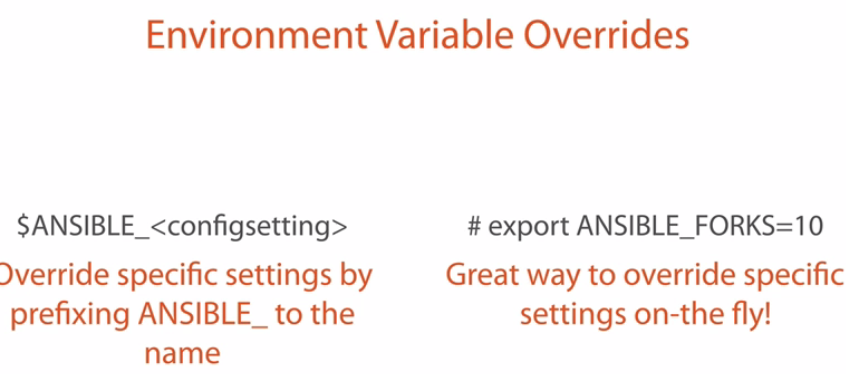 Environment Variable Overrides
$ANSIBLE_<configsetting>
Override specific settings by
prefixing ANSIBLE_ to the
name
# export ANSIBLE_FORKS=10
Great way to override specific
settings on-the fly!